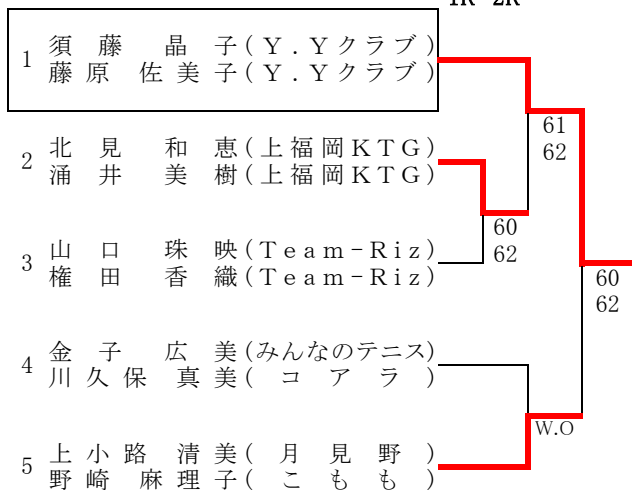 1R 2R
1 須藤 晶子(Y.Yクラブ)
藤原 佐美子(Y.Yクラブ)
61
62
2 北見 和恵(上福岡KTG)
涌井 美樹(上福岡KTG)
60
62
3 山口 珠映(Team-Riz)
権田 香織(Team-Riz)
60
62
4 金子 広美(みんなのテニス)
川久保 真美(コアラ)
W.O
5 上小路 清美(月見野)
野崎 麻理子(こもも)